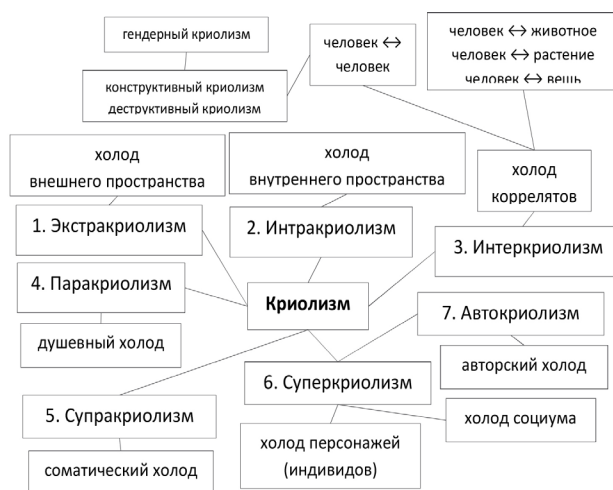 гендерный криолизм
конструктивный криолизм
деструктивный криолизм
человек ↔
человек
человек ↔ животное
человек ↔ растение
человек ↔ вещь
холод
внешнего пространства
холод
внутреннего пространства
холод
коррелятов
1. Экстракриолизм
2. Интракриолизм
3. Интеркриолизм
4. Паракриолизм
Криолизм
7. Автокриолизм
душевный холод
авторский холод
6. Суперкриолизм
5. Супракриолизм
холод социума
холод персонажей
(индивидов)
соматический холод